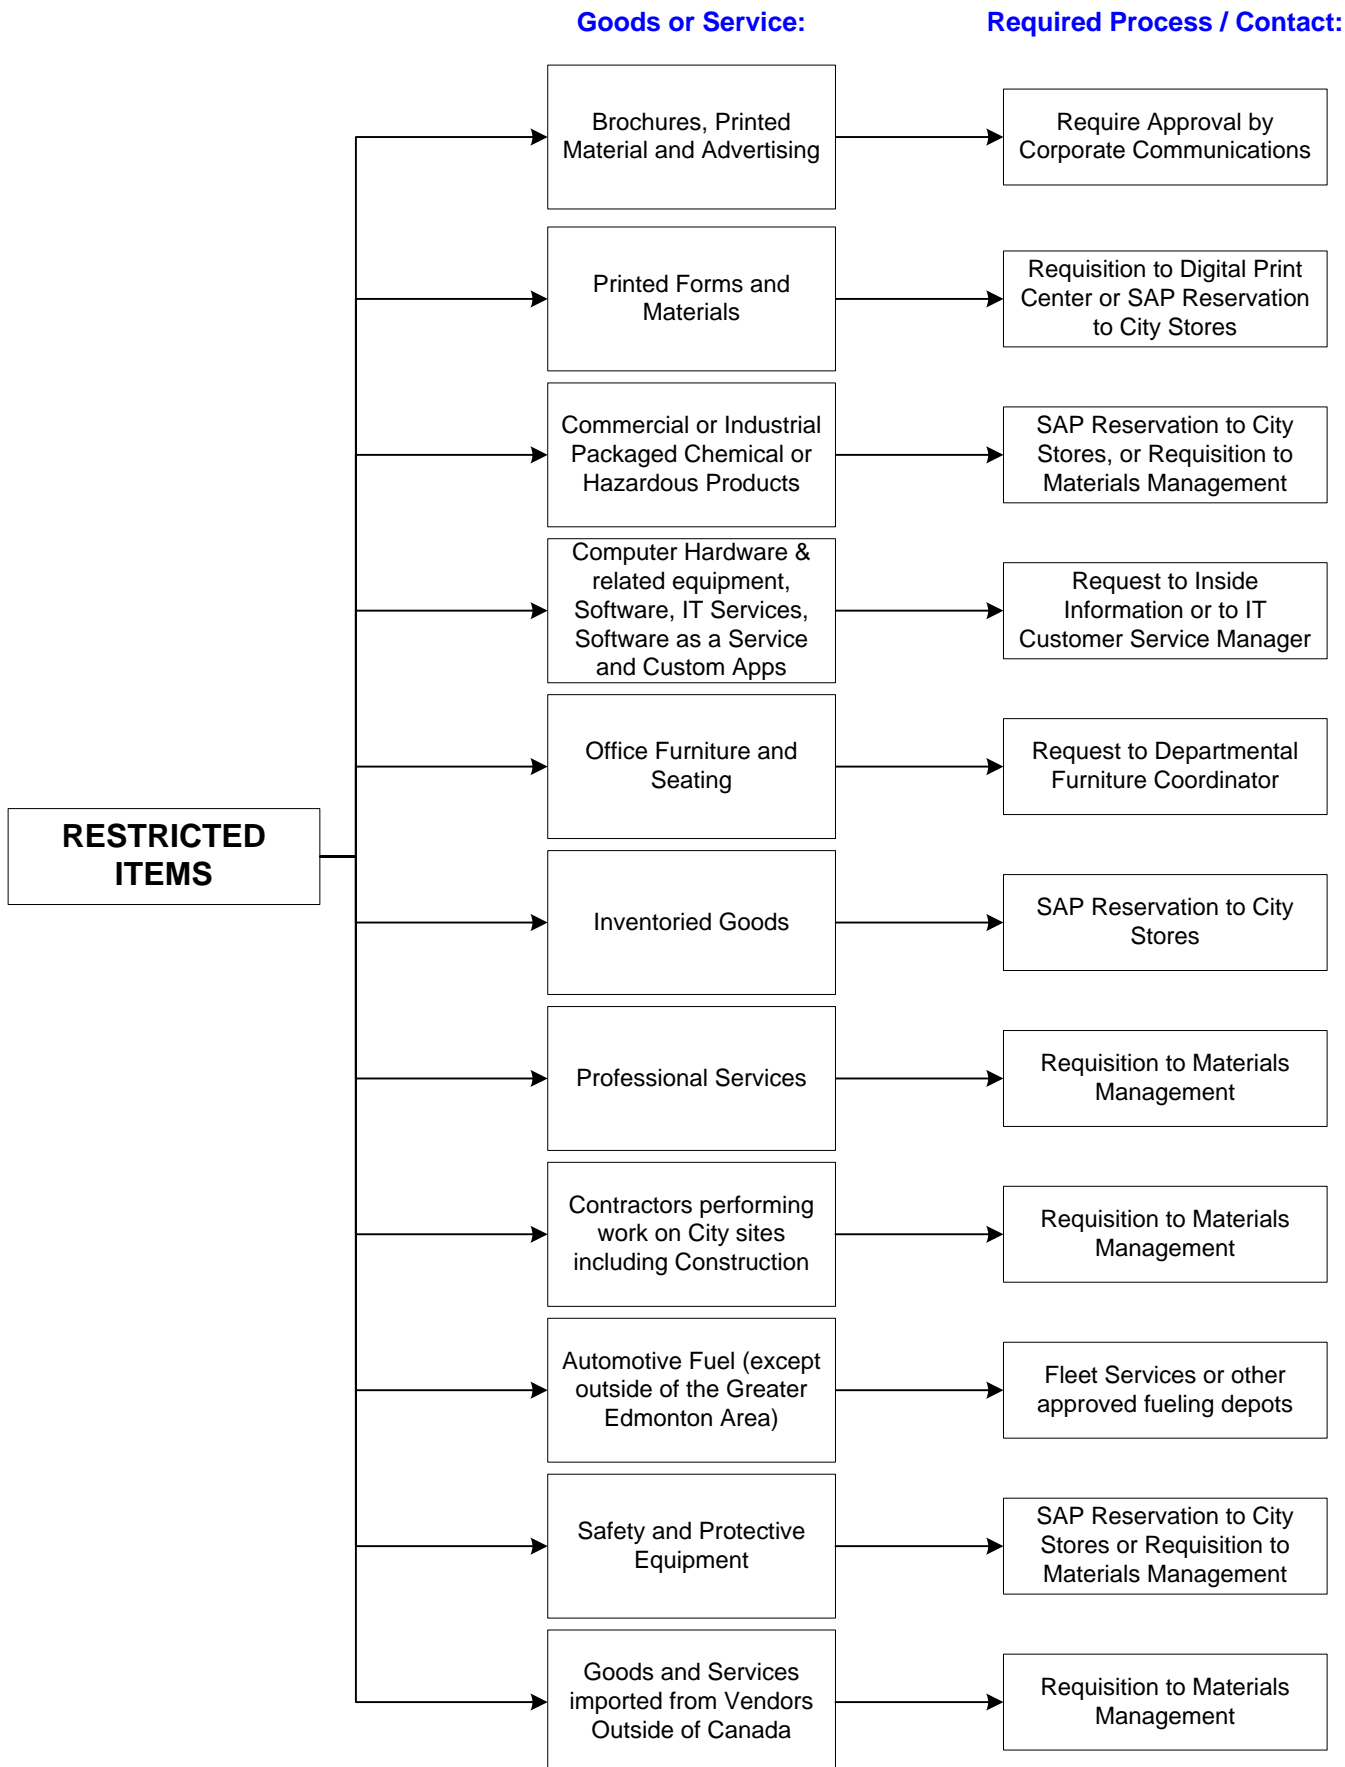 Goods or Service:
Required Process / Contact:
Brochures, Printed
Material and Advertising
Require Approval by
Corporate Communications
Printed Forms and
Materials
Requisition to Digital Print
Center or SAP Reservation
to City Stores
Commercial or Industrial
Packaged Chemical or
Hazardous Products
SAP Reservation to City
Stores, or Requisition to
Materials Management
Computer Hardware &
related equipment,
Software, IT Services,
Software as a Service
and Custom Apps
Request to Inside
Information or to IT
Customer Service Manager
Office Furniture and
Seating
Request to Departmental
Furniture Coordinator
RESTRICTED
ITEMS
Inventoried Goods
SAP Reservation to City
Stores
Professional Services
Requisition to Materials
Management
Contractors performing
work on City sites
including Construction
Requisition to Materials
Management
Automotive Fuel (except
outside of the Greater
Edmonton Area)
Fleet Services or other
approved fueling depots
Safety and Protective
Equipment
SAP Reservation to City
Stores or Requisition to
Materials Management
Goods and Services
imported from Vendors
Outside of Canada
Requisition to Materials
Management